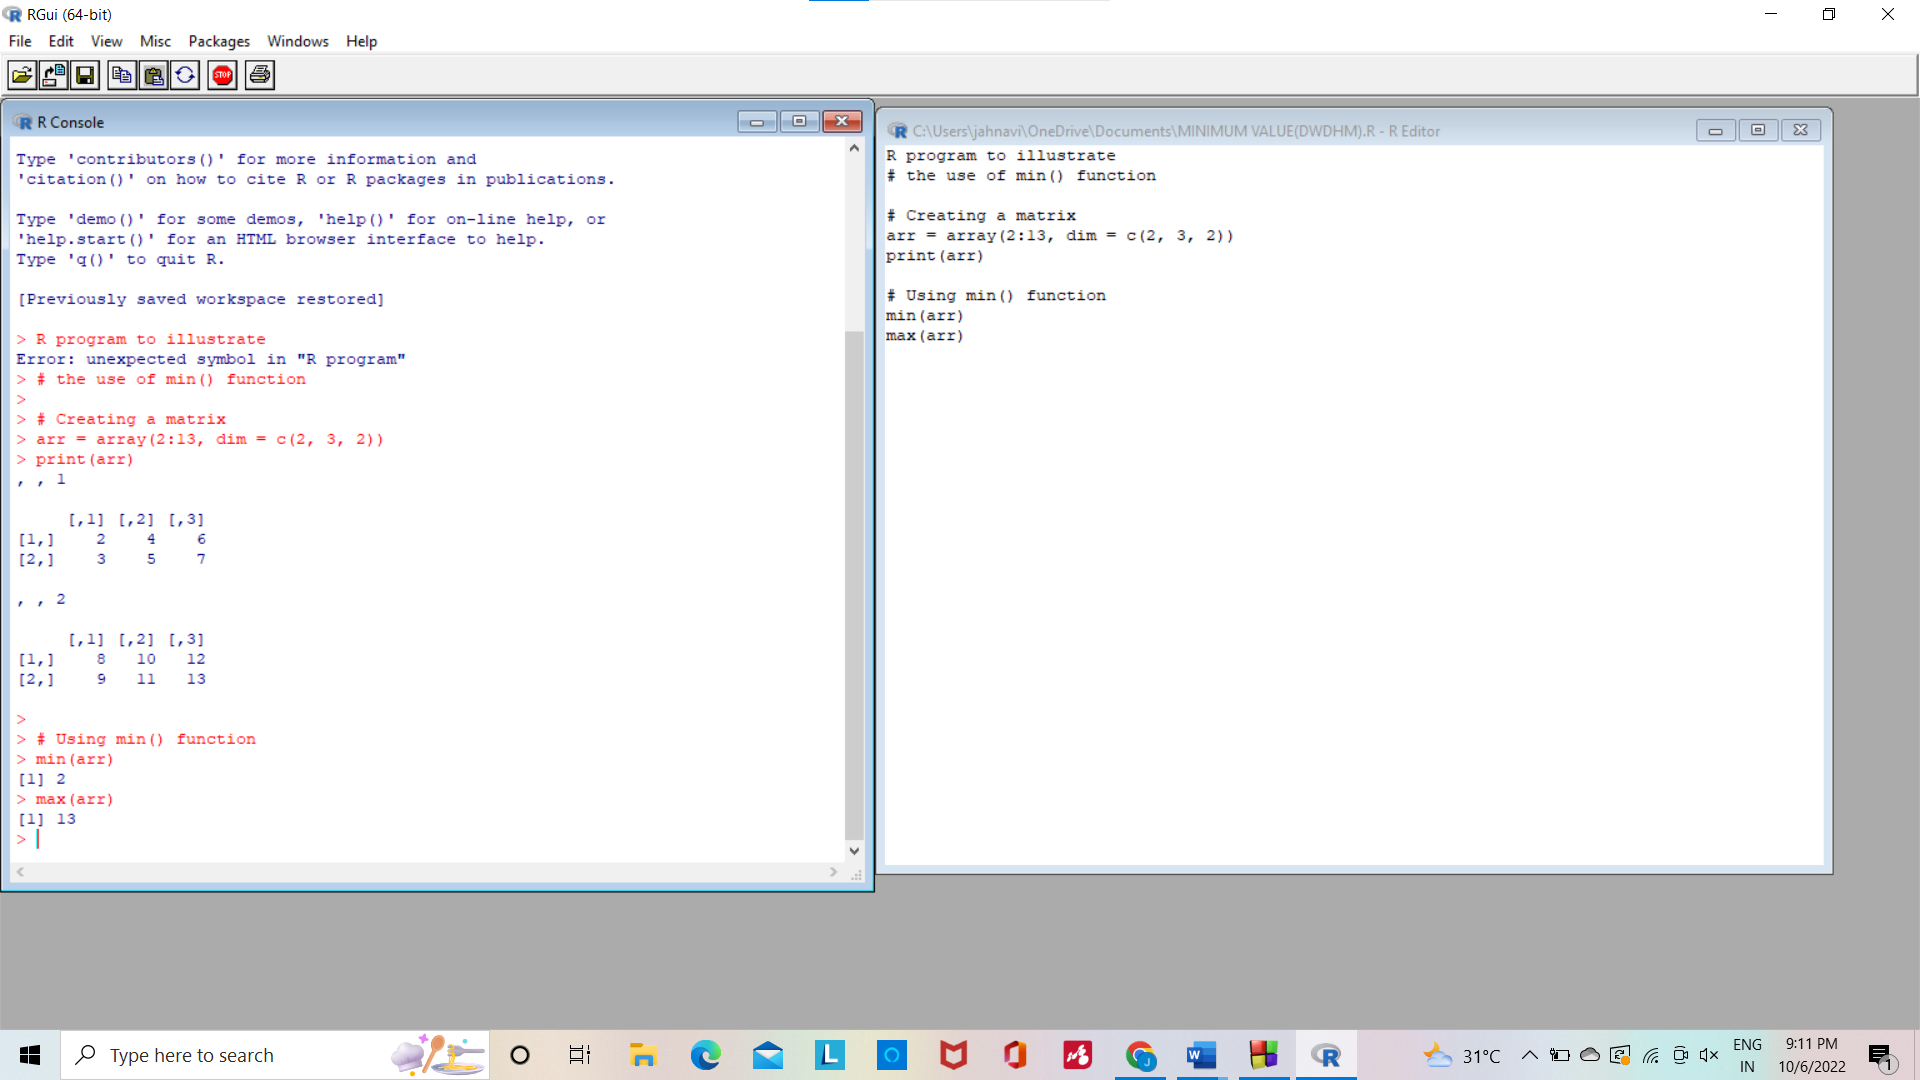 RGui (64-bit)
File Edit View Misc Packages Windows Help
STOP
R Console
Type 'contributors()' for more information and
'citation()' on how to cite R or R packages in publications.
Type 'demo()' for some demos, 'help()' for on-line help, or
'help.start()' for an HTML browser interface to help.
Type 'q()' to quit R.
[Previously saved workspace restored]
> R program to illustrate
Error: unexpected symbol in "R program"
> # the use of min() function
>
> # Creating a matrix
> arr = array(2:13, dim = c(2, 3, 2))
> print(arr)
, , 1
[,1] [,2] [,3]
[1,] 2 4 6
[2,] 3 5 7
, , 2
[,1] [,2] [,3]
[1,] 8 10 12
[2,] 9 11 13
>
> # Using min() function
> min(arr)
[1] 2
> max(arr)
[1] 13
>
C:\Users\jahnavi\OneDrive\Documents\MINIMUM VALUE(DWDHM).R - R Editor
R program to illustrate
# the use of min() function
# Creating a matrix
arr = array(2:13, dim = c(2, 3, 2))
print(arr)
# Using min() function
min(arr)
max(arr)
Type here to search
31°C
ENG
IN
9:11 PM
10/6/2022
1